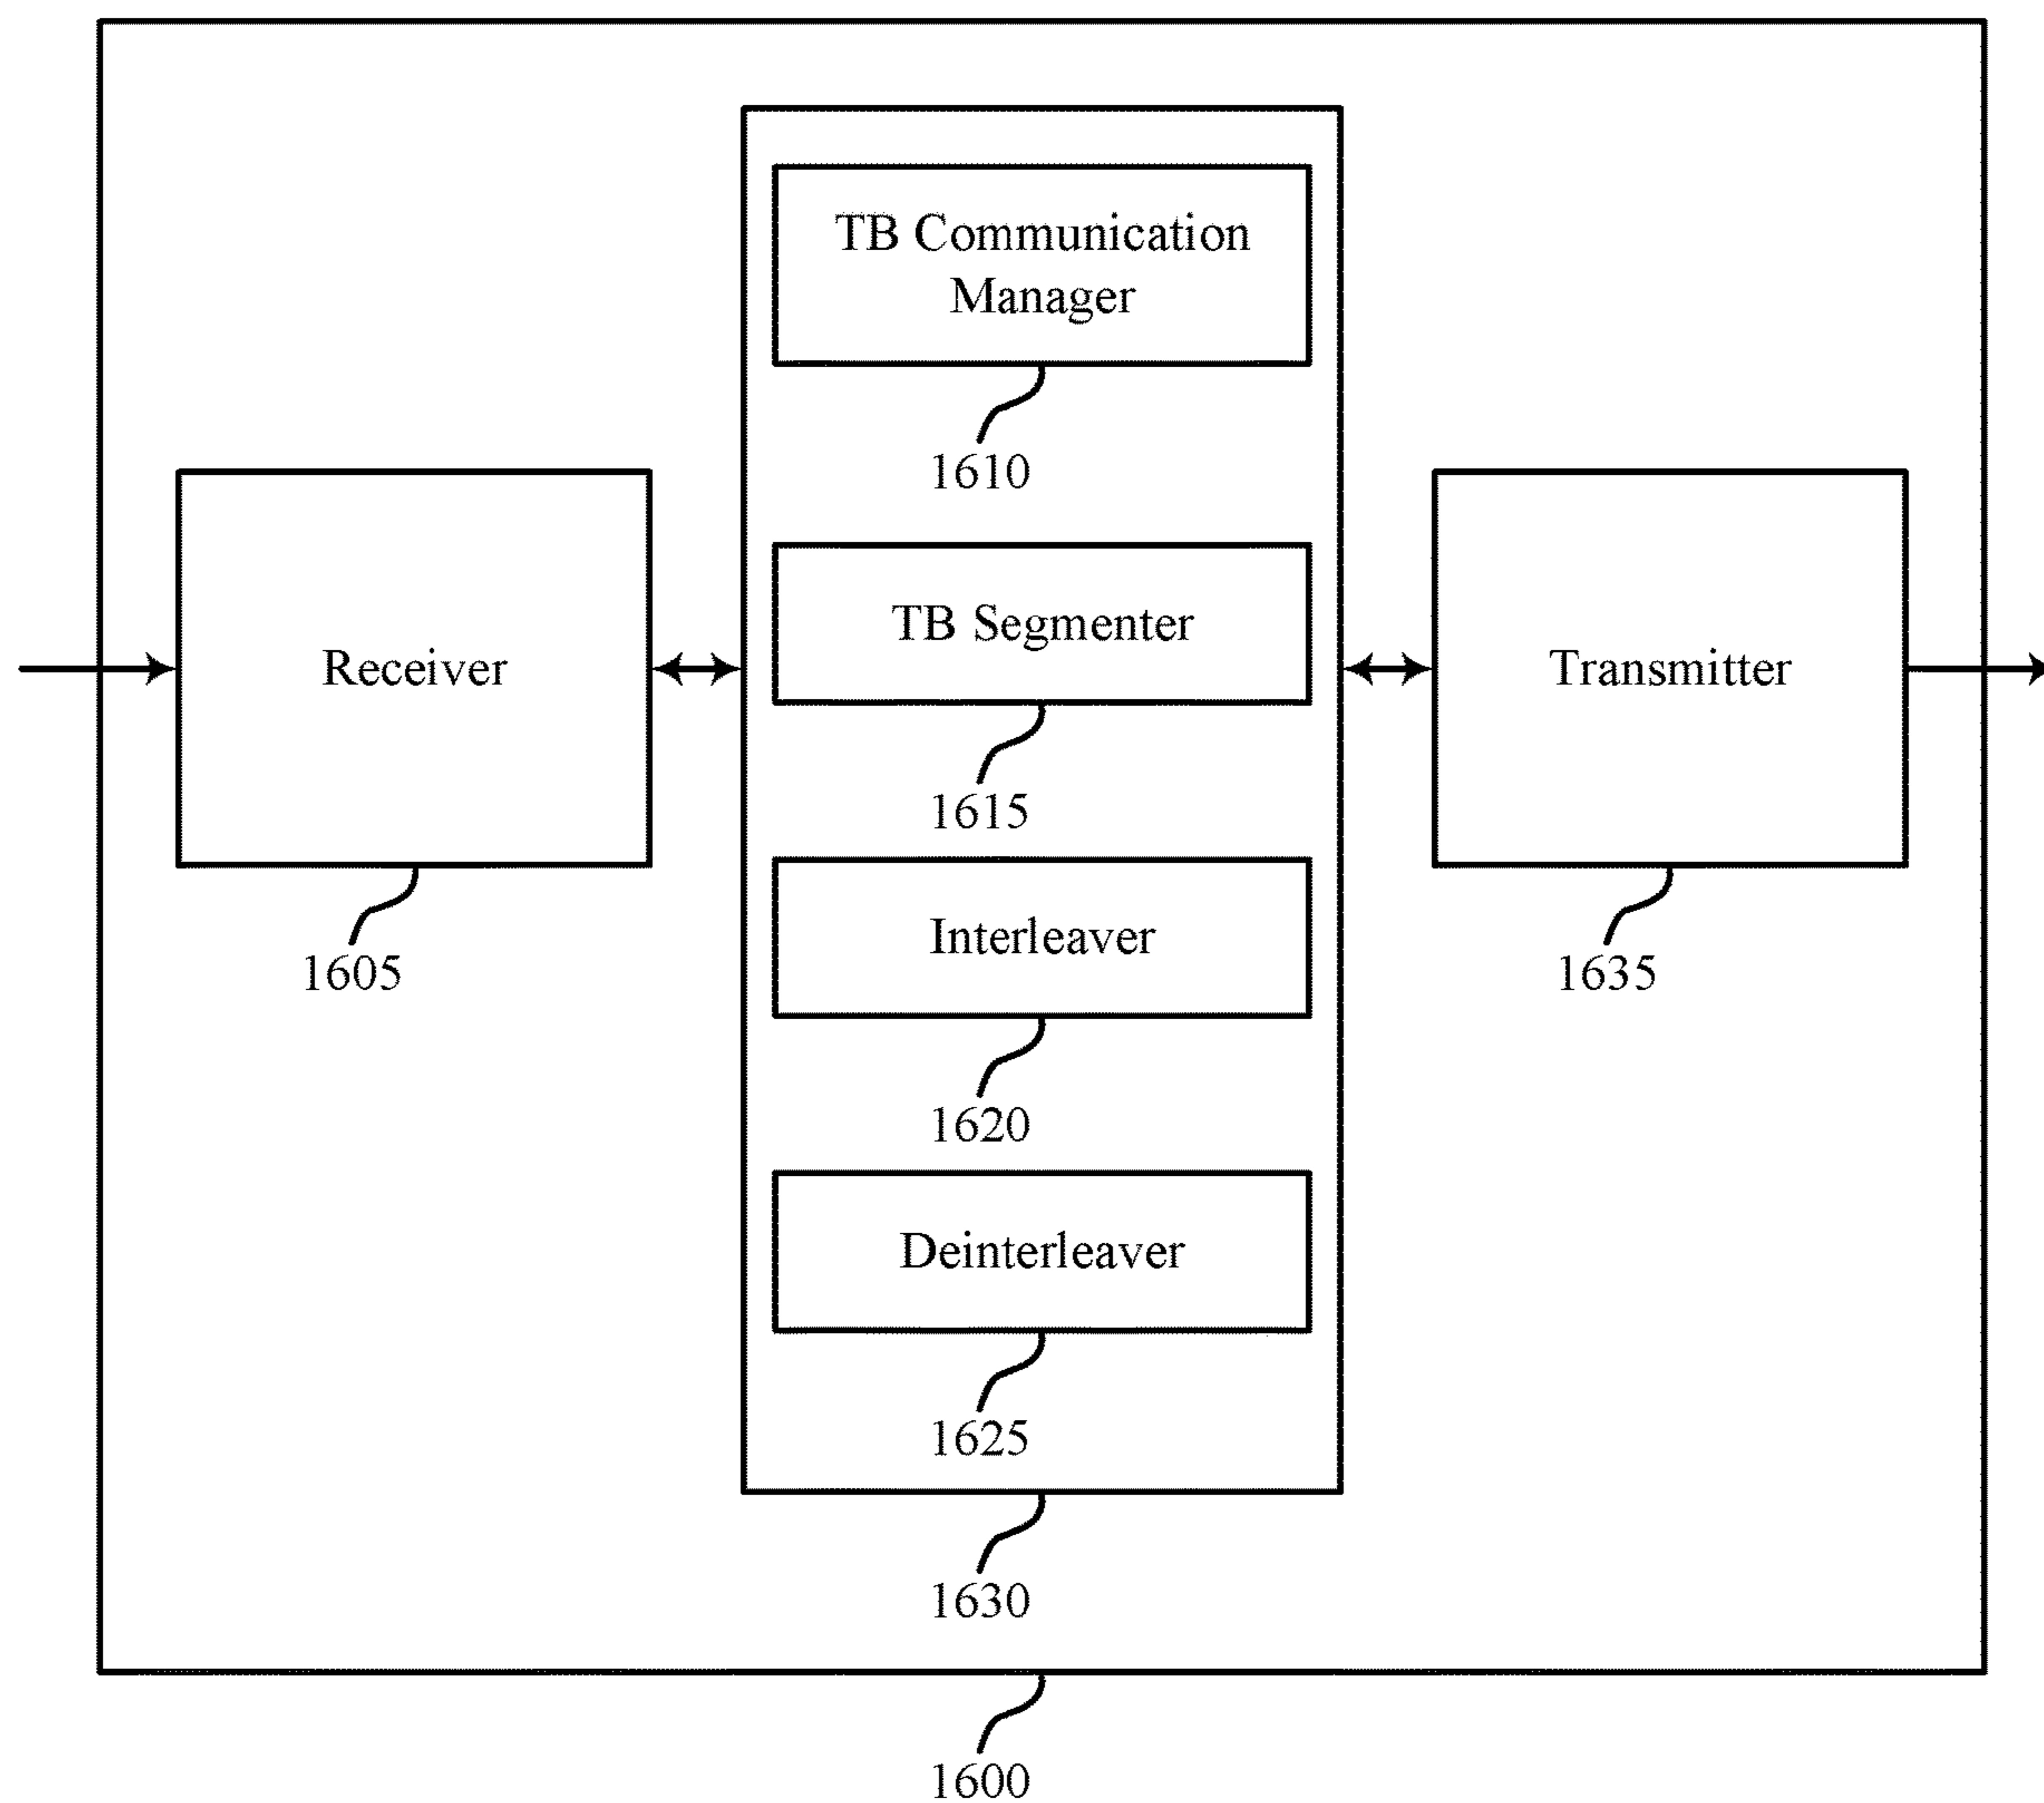 TB Communication
Manager
1610
Receiver
1605
TB Segmenter
1615
Interleaver
1620
Deinterleaver
1625
1630
Transmitter
1635
1600